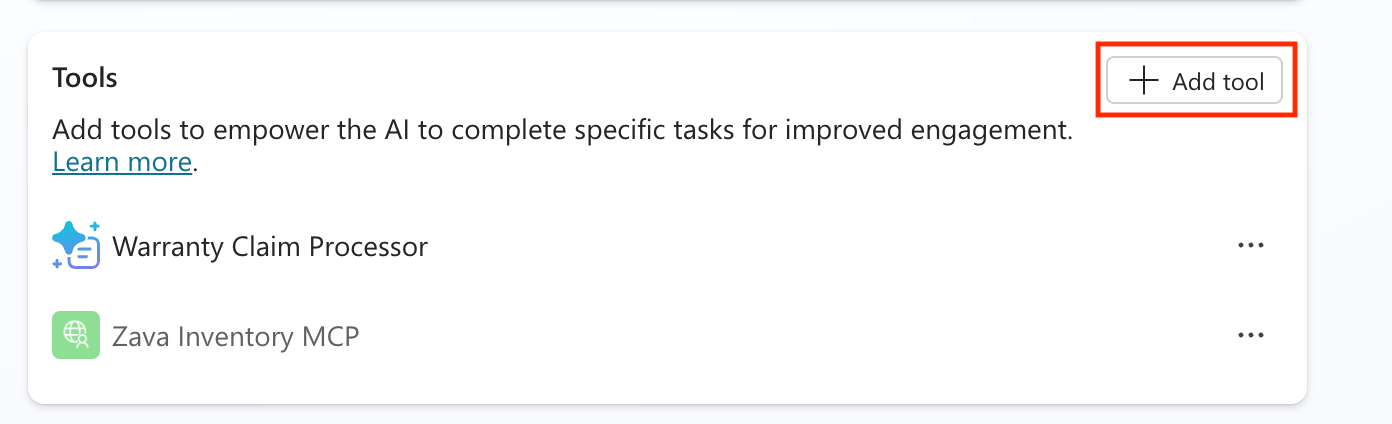 Tools
+ Add tool
Add tools to empower the AI to complete specific tasks for improved engagement.
Learn more.
Warranty Claim Processor
...
Zava Inventory MCP
...